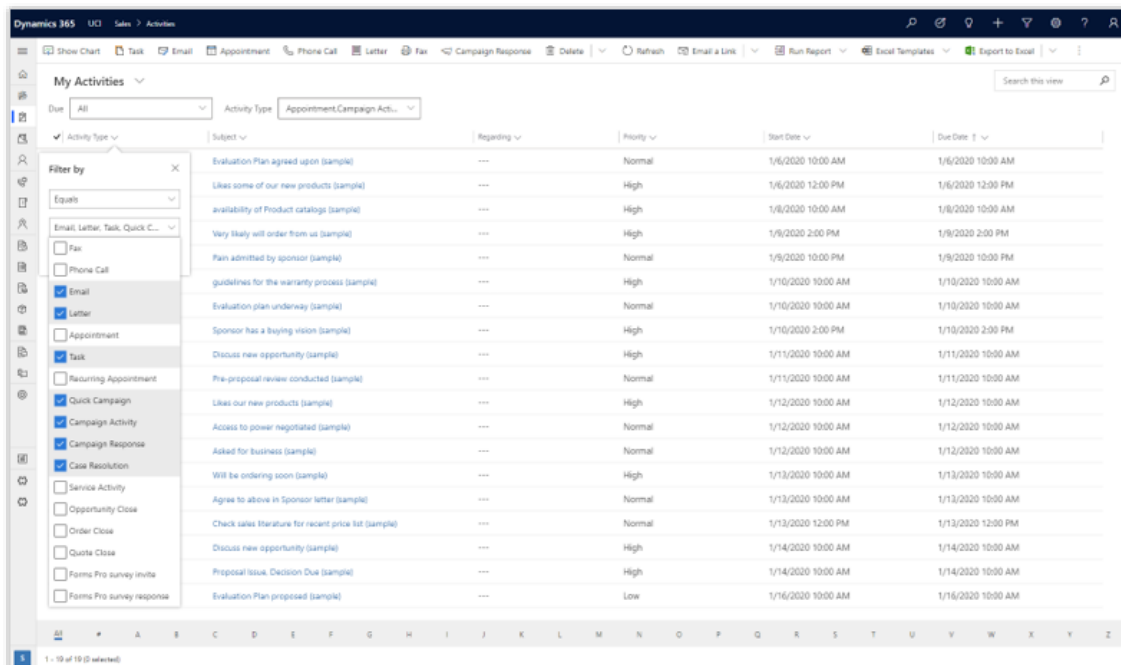 Dynamics 365 UCI Sales > Activities ?
Show Chart Task Email Appointment Phone Call Letter Fax Campaign Response Delete Refresh Email a Link Run Report Excel Templates Export to Excel
My Activities
Search this view
Due All Activity Type Appointment,Campaign Acti...
Activity Type Subject Regarding Priority Start Date Due Date ↑
Evaluation Plan agreed upon (sample) --- Normal 1/6/2020 10:00 AM 1/6/2020 10:00 AM
Filter by
Likes some of our new products (sample) --- High 1/6/2020 12:00 PM 1/6/2020 12:00 PM
Equals
availability of Product catalogs (sample) --- High 1/8/2020 10:00 AM 1/8/2020 10:00 AM
Email, Letter, Task, Quick C...
Very likely will order from us (sample) --- High 1/9/2020 2:00 PM 1/9/2020 2:00 PM
Fax
Pain admitted by sponsor (sample) --- Normal 1/9/2020 10:00 PM 1/9/2020 10:00 PM
Phone Call
guidelines for the warranty process (sample) --- High 1/10/2020 10:00 AM 1/10/2020 10:00 AM
Email
Evaluation plan underway (sample) --- Normal 1/10/2020 10:00 AM 1/10/2020 10:00 AM
Letter
Sponsor has a buying vision (sample) --- High 1/10/2020 2:00 PM 1/10/2020 2:00 PM
Appointment
Discuss new opportunity (sample) --- High 1/11/2020 10:00 AM 1/11/2020 10:00 AM
Task
Pre-proposal review conducted (sample) --- Normal 1/11/2020 10:00 AM 1/11/2020 10:00 AM
Recurring Appointment
Likes our new products (sample) --- High 1/12/2020 10:00 AM 1/12/2020 10:00 AM
Quick Campaign
Access to power negotiated (sample) --- Normal 1/12/2020 10:00 AM 1/12/2020 10:00 AM
Campaign Activity
Campaign Response
Asked for business (sample) --- Normal 1/12/2020 10:00 AM 1/12/2020 10:00 AM
Case Resolution
Will be ordering soon (sample) --- High 1/13/2020 10:00 AM 1/13/2020 10:00 AM
Service Activity
Agree to above in Sponsor letter (sample) --- Normal 1/13/2020 10:00 AM 1/13/2020 10:00 AM
Opportunity Close
Check sales literature for recent price list (sample) --- Normal 1/13/2020 12:00 PM 1/13/2020 12:00 PM
Order Close
Discuss new opportunity (sample) --- High 1/14/2020 10:00 AM 1/14/2020 10:00 AM
Quote Close
Proposal Issue, Decision Due (sample) --- High 1/14/2020 10:00 AM 1/14/2020 10:00 AM
Forms Pro survey invite
Evaluation Plan proposed (sample) --- Low 1/16/2020 10:00 AM 1/16/2020 10:00 AM
Forms Pro survey response
All # A B C D E F G H I J K L M N O P Q R S T U V W X Y Z
S 1 - 19 of 19 (0 selected)